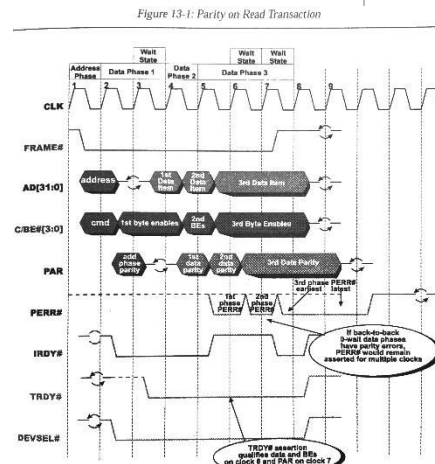 Figure 13-1: Parity on Read Transaction
Wait
State
Wait
State
Wait
State
Address
Phase
Data Phase 1
Data
Phase 2
Data Phase 3
CLK
1 2 3 4 5 6 7 8 9
FRAME#
AD[31:0]
address
1st
Data
Item
2nd
Data
Item
3rd Data Item
C/BE#[3:0]
cmd
1st byte enables
2nd
BEs
3rd Byte Enables
PAR
add
phase
parity
1st
data
parity
2nd
data
parity
3rd Data Parity
3rd phase PERR#
earliest latest
PERR#
1st
phase
PERR#
2nd
phase
PERR#
If back-to-back
0-wait data phases
have parity errors,
PERR# would remain
asserted for multiple clocks
IRDY#
TRDY#
DEVSEL#
TRDY# assertion
qualifies data and BEs
on clock 6 and PAR on clock 7